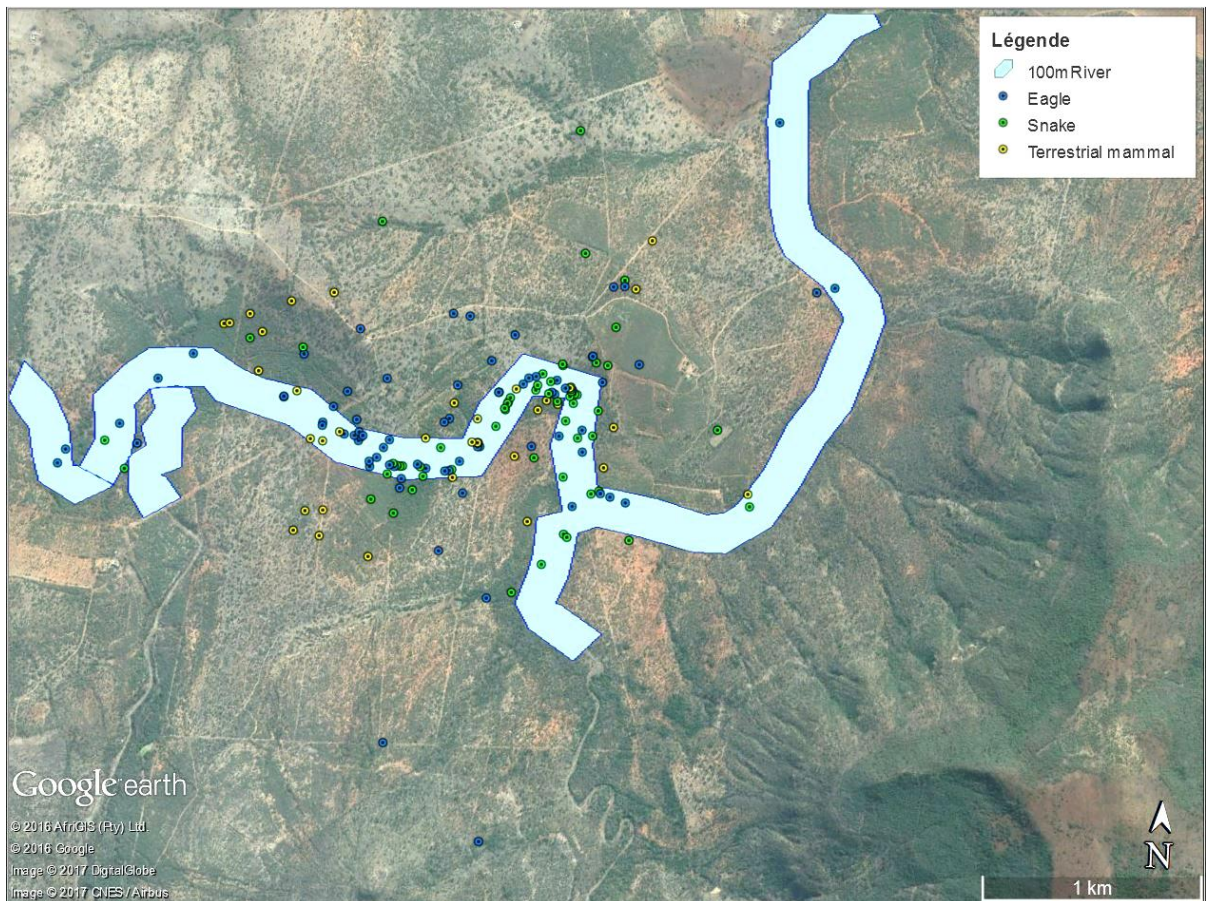 Légende
100m River
Eagle
Snake
Terrestrial mammal
Google earth
© 2016 AfriGIS (Pty) Ltd.
© 2016 Google
Image © 2017 DigitalGlobe
Image © 2017 CNES / Airbus
N
1 km